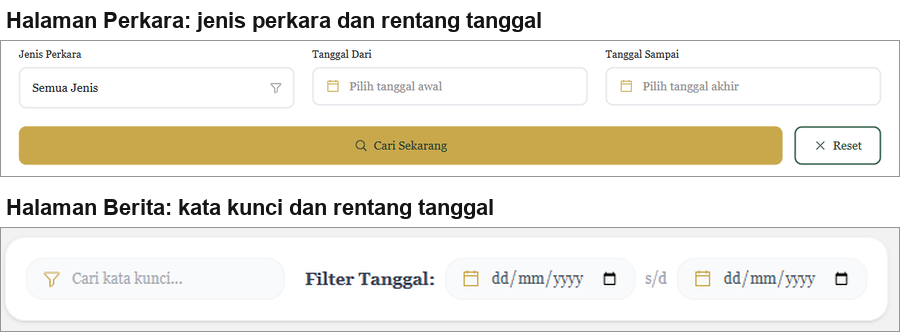 Halaman Perkara: jenis perkara dan rentang tanggal
Jenis Perkara Tanggal Dari Tanggal Sampai
Semua Jenis Pilih tanggal awal Pilih tanggal akhir
Cari Sekarang Reset
Halaman Berita: kata kunci dan rentang tanggal
Cari kata kunci... Filter Tanggal: dd/mm/yyyy s/d dd/mm/yyyy